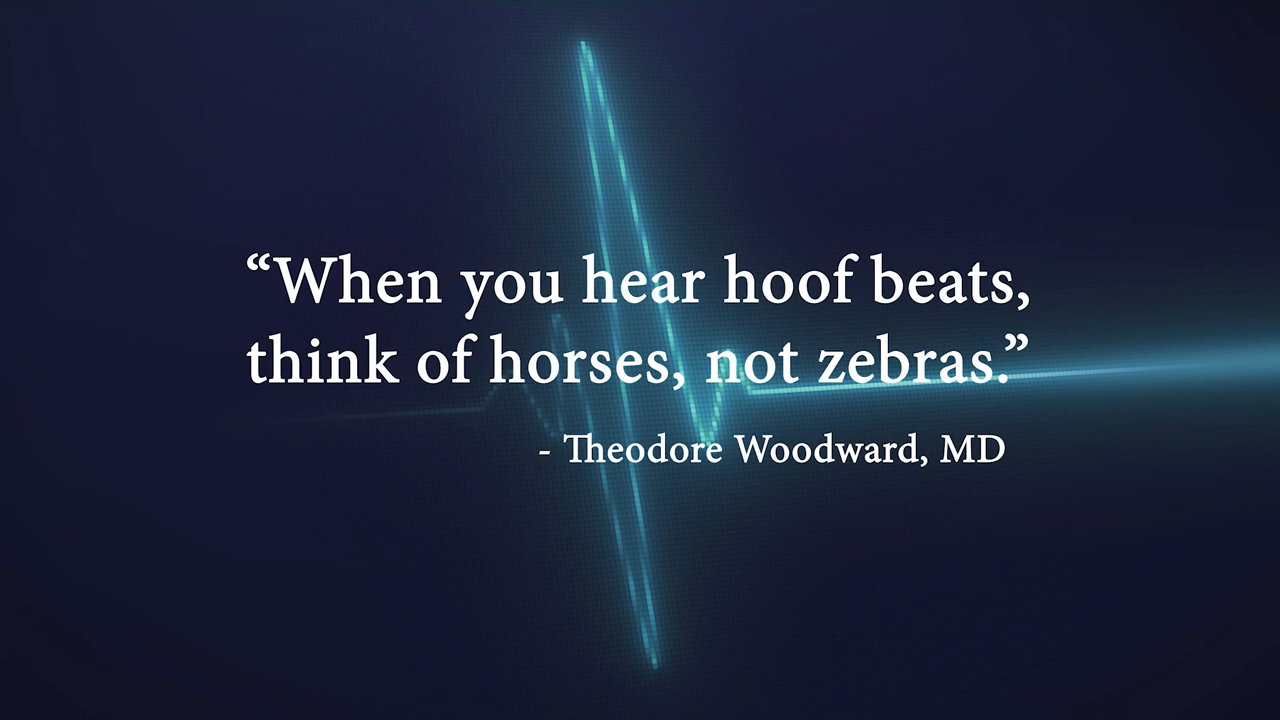 “When you hear hoof beats,
think of horses, not zebras.”
- Theodore Woodward, MD